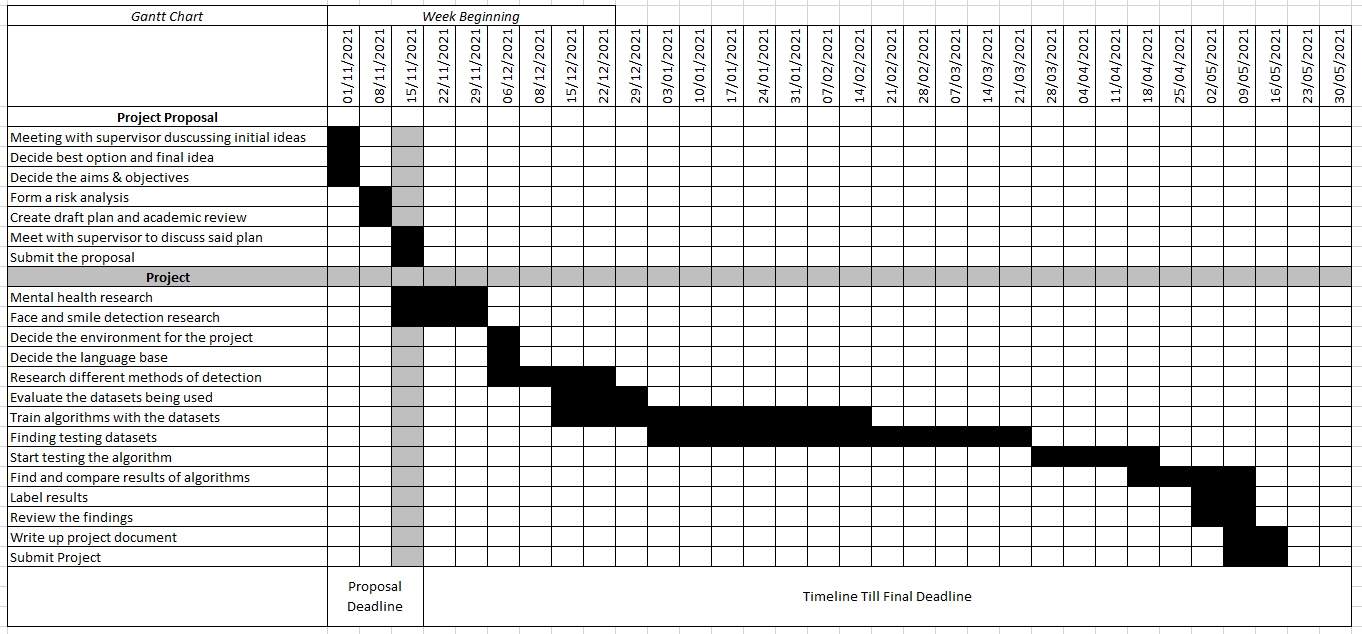 Gantt Chart
Week Beginning
01/11/2021
08/11/2021
15/11/2021
22/11/2021
29/11/2021
06/12/2021
08/12/2021
15/12/2021
22/12/2021
29/12/2021
03/01/2021
10/01/2021
17/01/2021
24/01/2021
31/01/2021
07/02/2021
14/02/2021
21/02/2021
28/02/2021
07/03/2021
14/03/2021
21/03/2021
28/03/2021
04/04/2021
11/04/2021
18/04/2021
25/04/2021
02/05/2021
09/05/2021
16/05/2021
23/05/2021
30/05/2021
Project Proposal
Meeting with supervisor duscussing initial ideas
Decide best option and final idea
Decide the aims & objectives
Form a risk analysis
Create draft plan and academic review
Meet with supervisor to discuss said plan
Submit the proposal
Project
Mental health research
Face and smile detection research
Decide the environment for the project
Decide the language base
Research different methods of detection
Evaluate the datasets being used
Train algorithms with the datasets
Finding testing datasets
Start testing the algorithm
Find and compare results of algorithms
Label results
Review the findings
Write up project document
Submit Project
Proposal
Deadline
Timeline Till Final Deadline